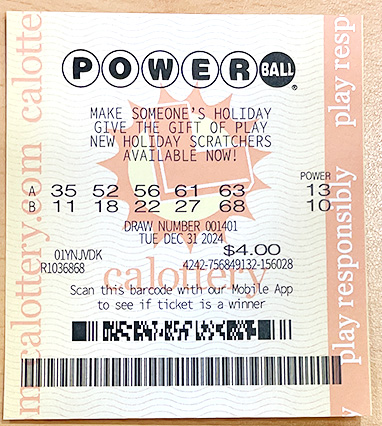 POWERBALL®
MAKE SOMEONE'S HOLIDAY
GIVE THE GIFT OF PLAY
NEW HOLIDAY SCRATCHERS
AVAILABLE NOW!
POWER
A 35 52 56 61 63 13
B 11 18 22 27 68 10
DRAW NUMBER 001401
TUE DEC 31 2024
01YNJVDK $4.00
R1036868 4242-756849132-156028
calottery
Scan this barcode with our Mobile App
to see if ticket is a winner
m calottery.com calotte
play responsibly play resp